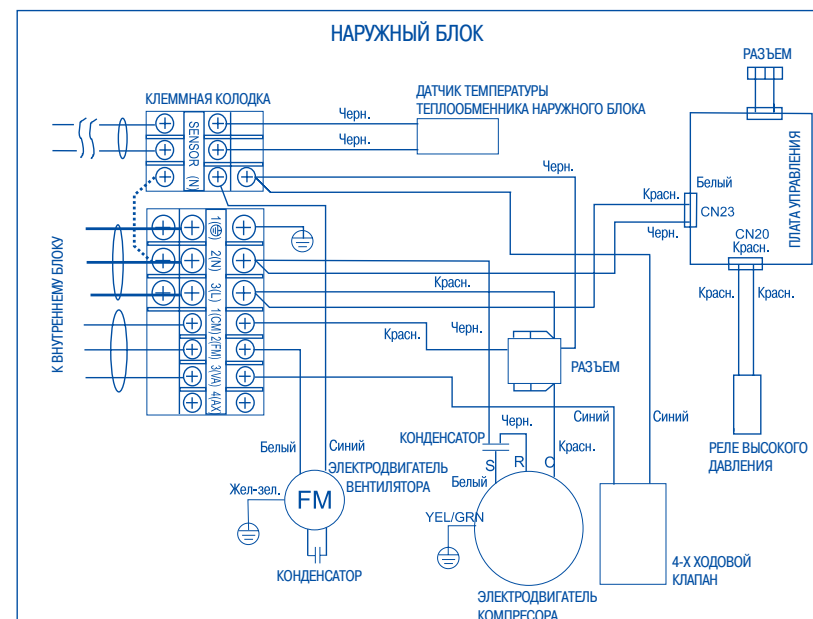 НАРУЖНЫЙ БЛОК
РАЗЪЕМ
КЛЕММНАЯ КОЛОДКА
ДАТЧИК ТЕМПЕРАТУРЫ
ТЕПЛООБМЕННИКА НАРУЖНОГО БЛОКА
Черн.
Черн.
SENSOR (N)
Черн.
Белый
Красн.
CN23
Черн.
ПЛАТА УПРАВЛЕНИЯ
CN20
Красн.
Красн.
Красн.
К ВНУТРЕННЕМУ БЛОКУ
1(⏚)
2(N)
3(L)
1(CM)
2(FM)
3(VA)
4(AX)
Красн.
Черн.
Красн.
РАЗЪЕМ
Синий
Синий
РЕЛЕ ВЫСОКОГО
ДАВЛЕНИЯ
Белый
Синий
ЭЛЕКТРОДВИГАТЕЛЬ
ВЕНТИЛЯТОРА
Жел-зел.
FM
КОНДЕНСАТОР
КОНДЕНСАТОР
Черн.
Красн.
S R C
Белый
YEL/GRN
ЭЛЕКТРОДВИГАТЕЛЬ
КОМПРЕСОРА
4-Х ХОДОВОЙ
КЛАПАН